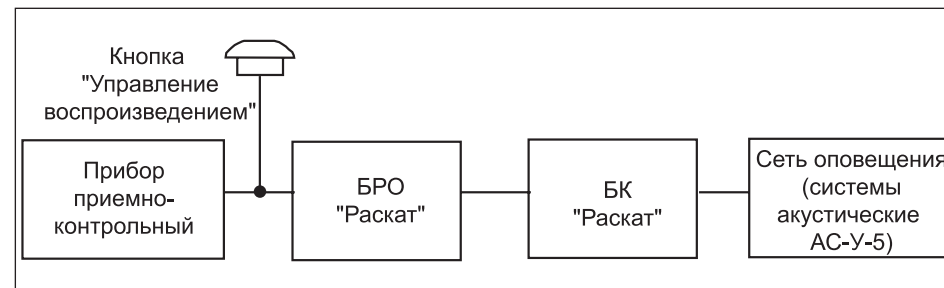 Кнопка
"Управление
воспроизведением"
Прибор
приемно-
контрольный
БРО
"Раскат"
БК
"Раскат"
Сеть оповещения
(системы
акустические
АС-У-5)